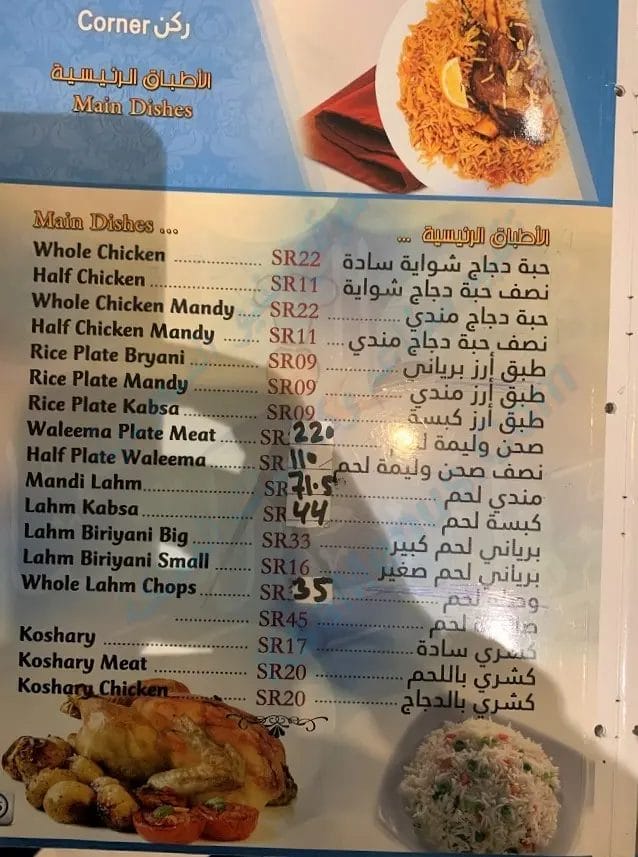 Corner ركن
الأطباق الرئيسية
Main Dishes
Main Dishes ... الأطباق الرئيسية ...
Whole Chicken SR22 حبة دجاج شواية سادة
Half Chicken SR11 نصف حبة دجاج شواية
Whole Chicken Mandy SR22 حبة دجاج مندي
Half Chicken Mandy SR11 نصف حبة دجاج مندي
Rice Plate Bryani SR09 طبق أرز برياني
Rice Plate Mandy SR09 طبق أرز مندي
Rice Plate Kabsa SR09 طبق أرز كبسة
Waleema Plate Meat SR 220 صحن وليمة
Half Plate Waleema SR 110 نصف صحن وليمة لحم
Mandi Lahm SR 71.5 مندي لحم
Lahm Kabsa SR 44 كبسة لحم
Lahm Biriyani Big SR33 برياني لحم كبير
Lahm Biriyani Small SR16 برياني لحم صغير
Whole Lahm Chops SR 35 لحم
SR45 لحم
Koshary SR17 كشري سادة
Koshary Meat SR20 كشري باللحم
Koshary Chicken SR20 كشري بالدجاج